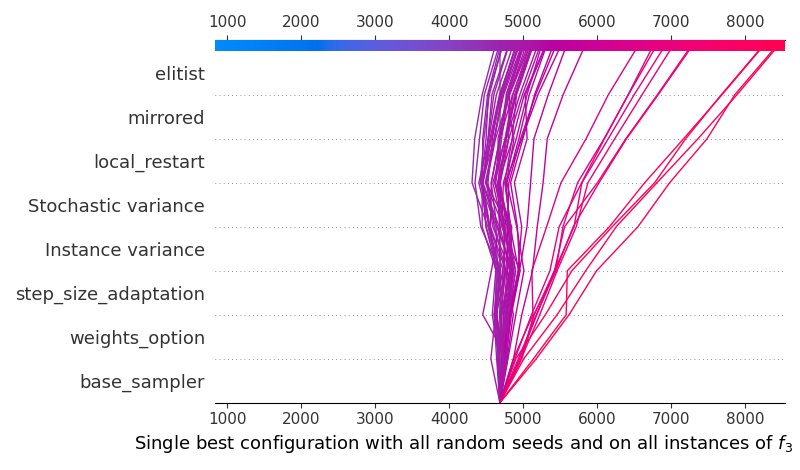 1000 2000 3000 4000 5000 6000 7000 8000
elitist
mirrored
local_restart
Stochastic variance
Instance variance
step_size_adaptation
weights_option
base_sampler
1000 2000 3000 4000 5000 6000 7000 8000
Single best configuration with all random seeds and on all instances of f₃